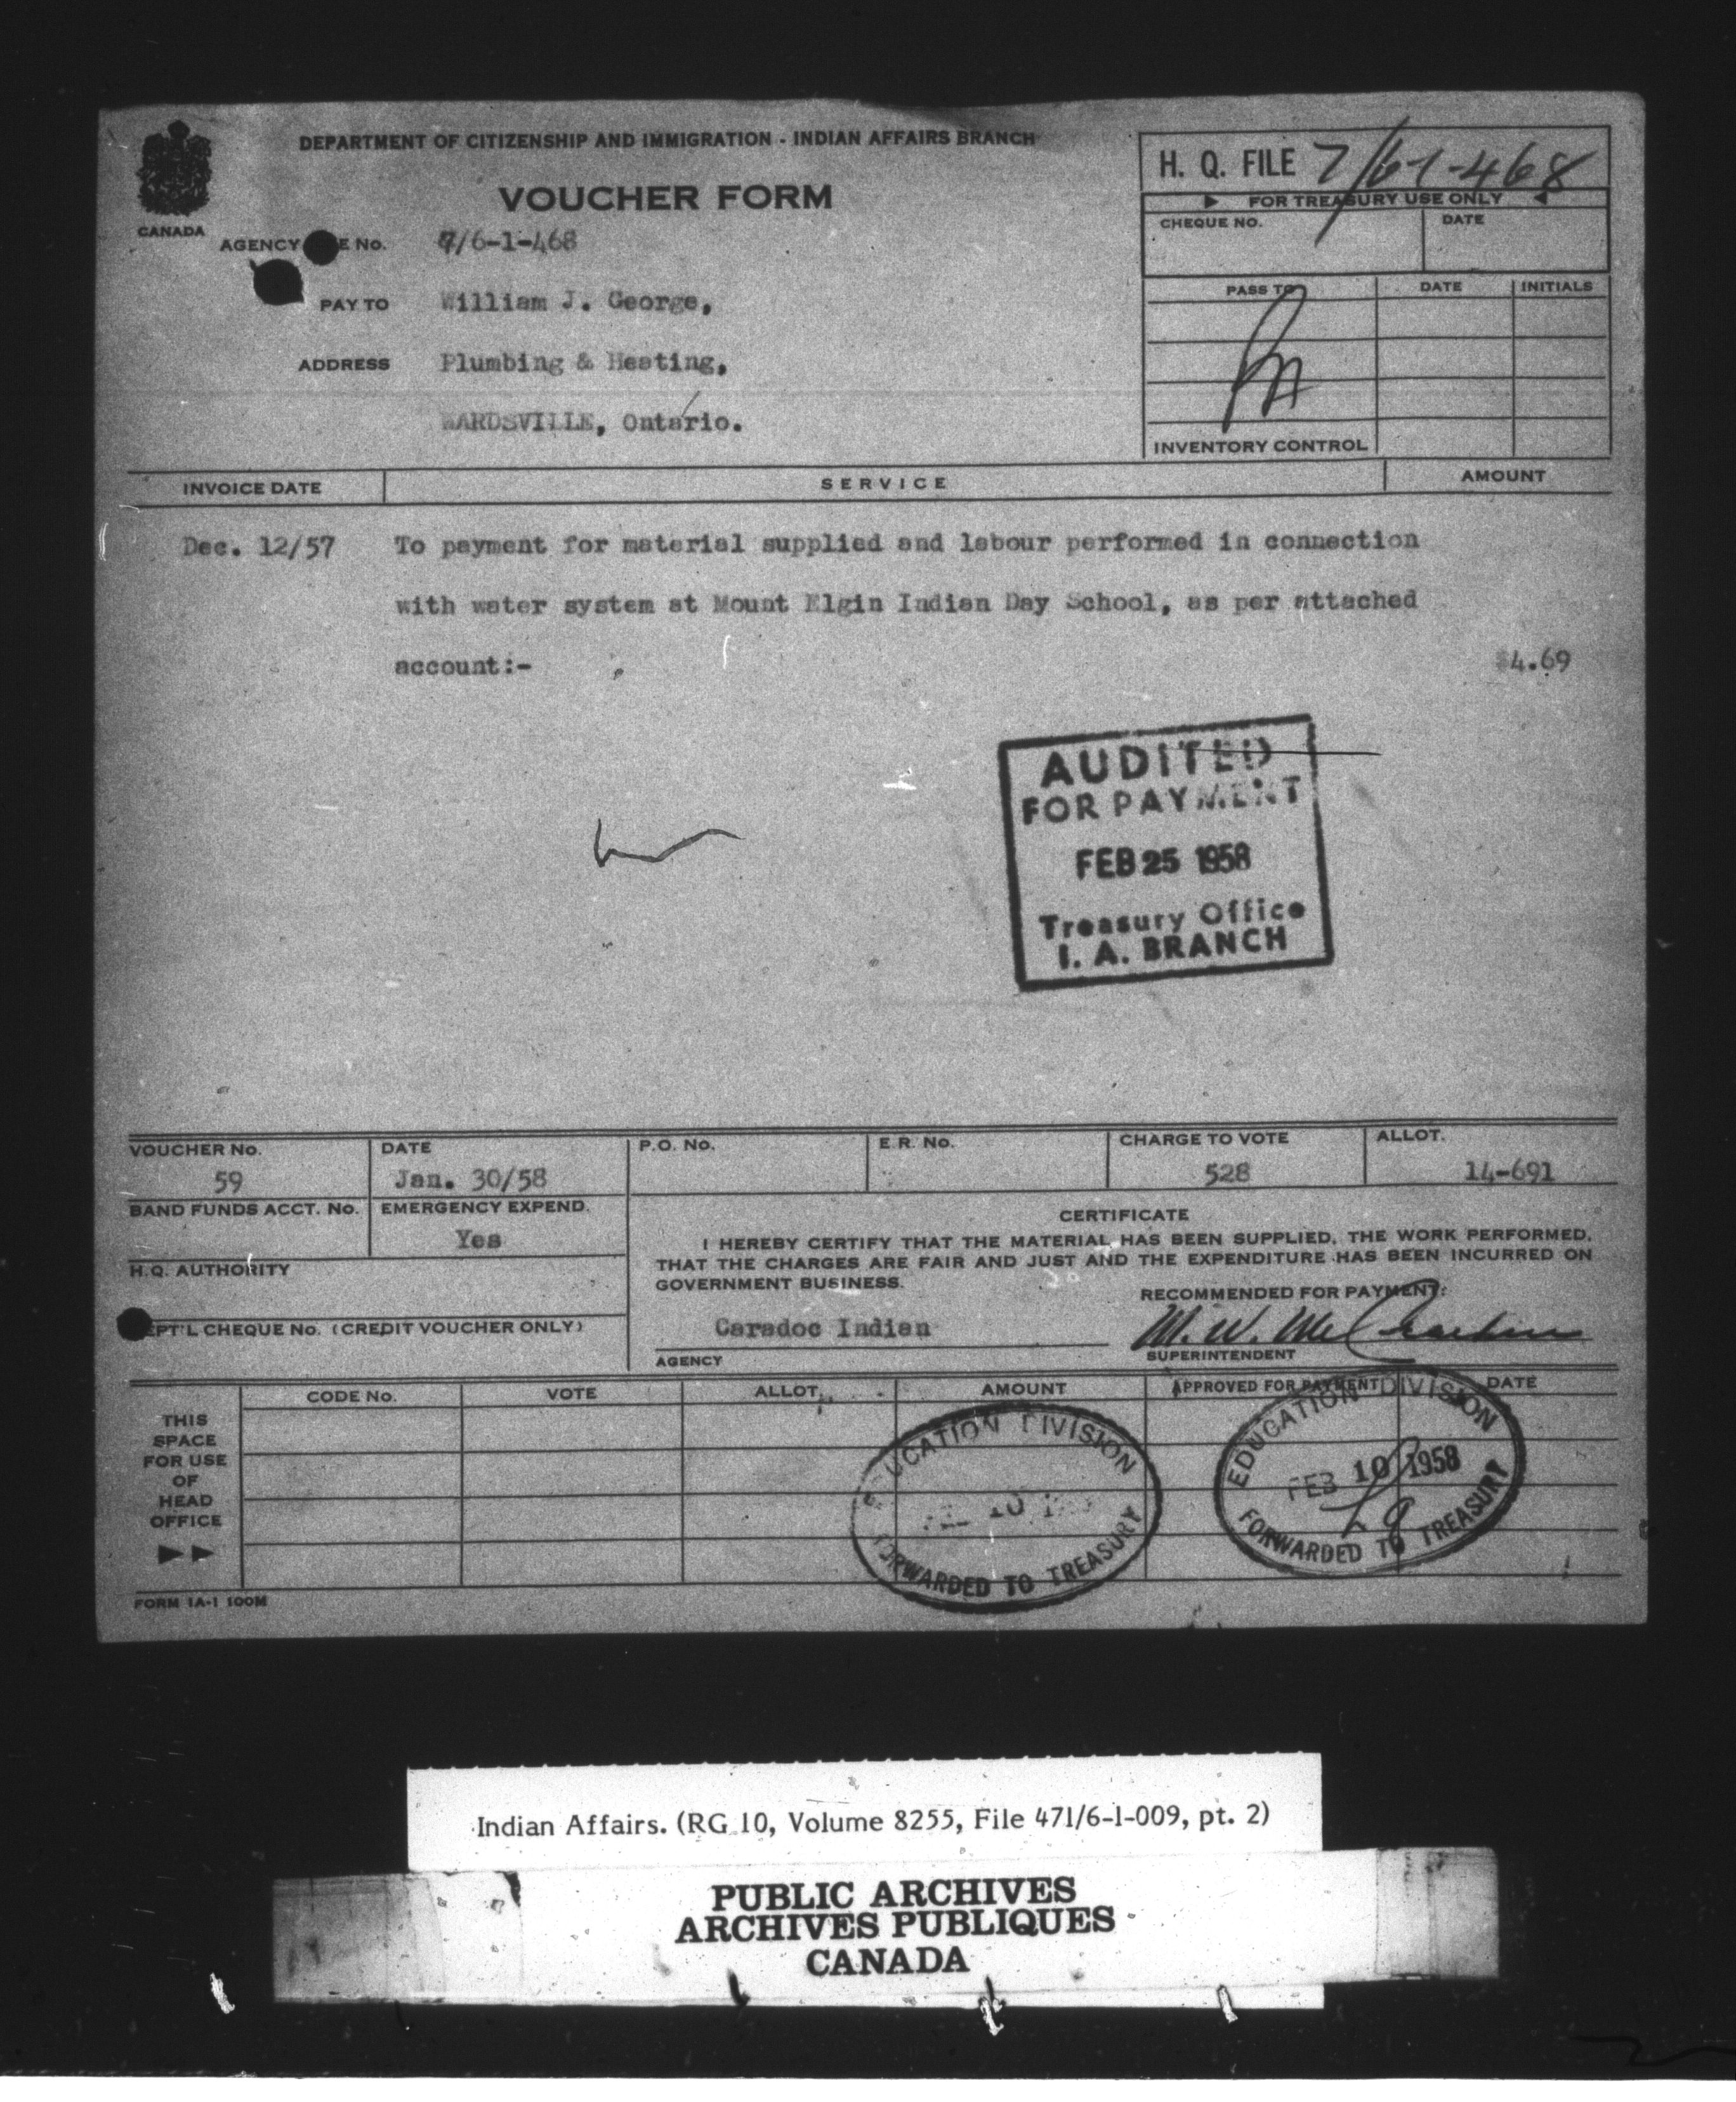 DEPARTMENT OF CITIZENSHIP AND IMMIGRATION - INDIAN AFFAIRS BRANCH
VOUCHER FORM
CANADA
AGENCY E No. 7/6-1-468
PAY TO William J. George,
ADDRESS Plumbing & Heating,
WARDSVILLE, Ontario.
H. Q. FILE 7/6-1-468
FOR TREASURY USE ONLY
CHEQUE NO. DATE
PASS TO DATE INITIALS
INVENTORY CONTROL
INVOICE DATE SERVICE AMOUNT
Dec. 12/57 To payment for material supplied and labour performed in connection
with water system at Mount Elgin Indian Day School, as per attached
account:- $4.69
AUDITED
FOR PAYMENT
FEB 25 1958
Treasury Office
I. A. BRANCH
VOUCHER No. DATE P.O. No. E.R. No. CHARGE TO VOTE ALLOT.
59 Jan. 30/58 528 14-691
BAND FUNDS ACCT. No. EMERGENCY EXPEND.
Yes
H.Q. AUTHORITY
EPT'L CHEQUE No. (CREDIT VOUCHER ONLY)
CERTIFICATE
I HEREBY CERTIFY THAT THE MATERIAL HAS BEEN SUPPLIED, THE WORK PERFORMED,
THAT THE CHARGES ARE FAIR AND JUST AND THE EXPENDITURE HAS BEEN INCURRED ON
GOVERNMENT BUSINESS.
RECOMMENDED FOR PAYMENT:
Caradoc Indian M. W. McCracken
AGENCY SUPERINTENDENT
CODE No. VOTE ALLOT. AMOUNT APPROVED FOR PAYMENT DATE
THIS
SPACE
FOR USE
OF
HEAD
OFFICE
EDUCATION DIVISION
FORWARDED TO TREASURY
EDUCATION DIVISION
FEB 10 1958
FORWARDED TO TREASURY
FORM 1A-1 100M
Indian Affairs. (RG 10, Volume 8255, File 471/6-1-009, pt. 2)
PUBLIC ARCHIVES
ARCHIVES PUBLIQUES
CANADA